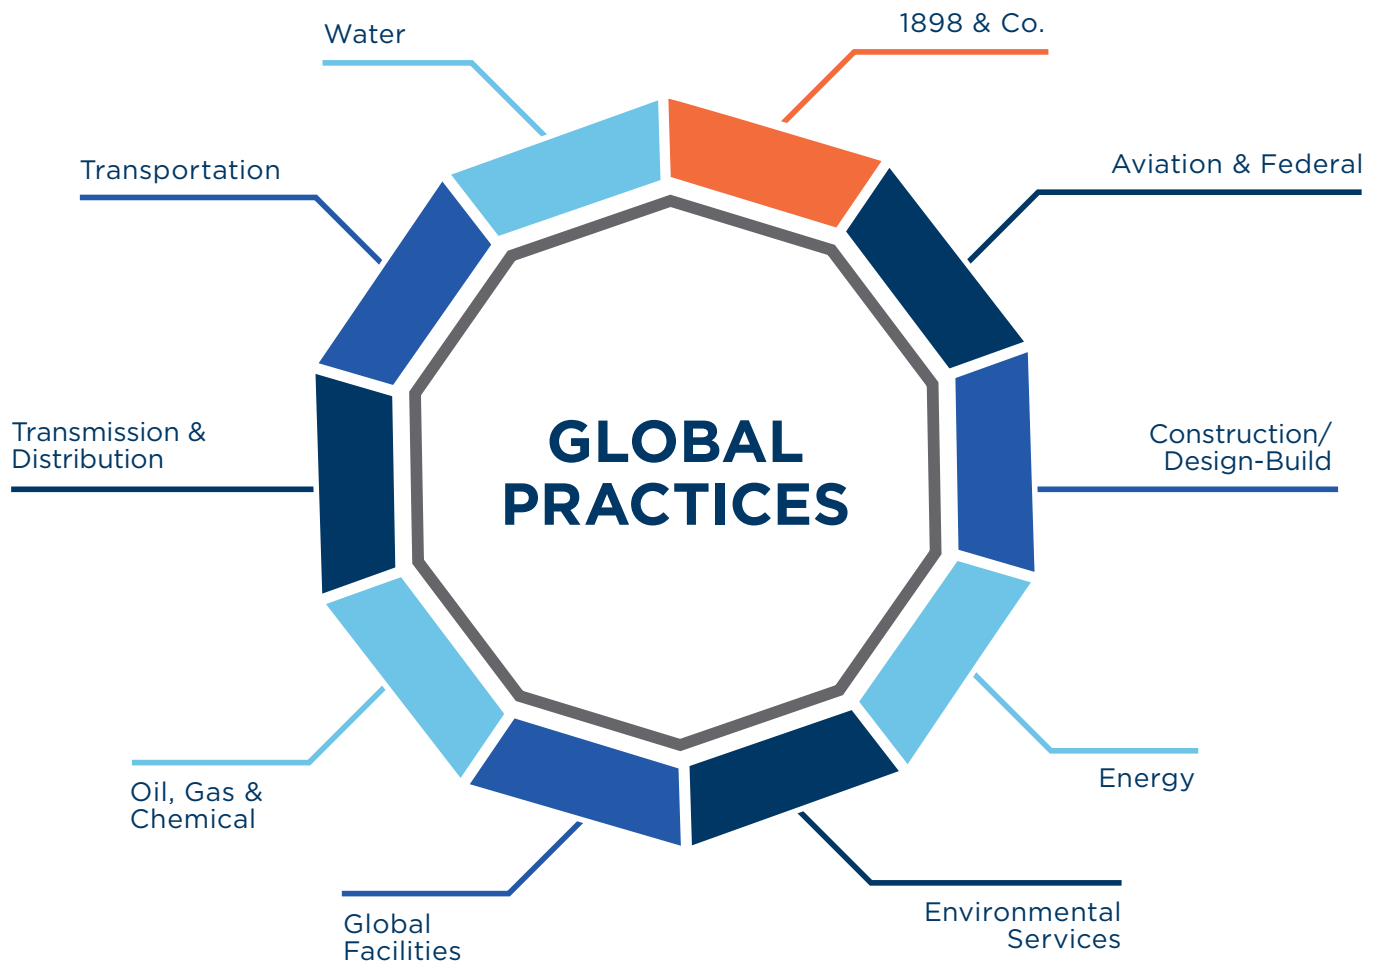 Water
1898 & Co.
Transportation
Aviation & Federal
Transmission &
Distribution
GLOBAL
PRACTICES
Construction/
Design-Build
Oil, Gas &
Chemical
Energy
Global
Facilities
Environmental
Services